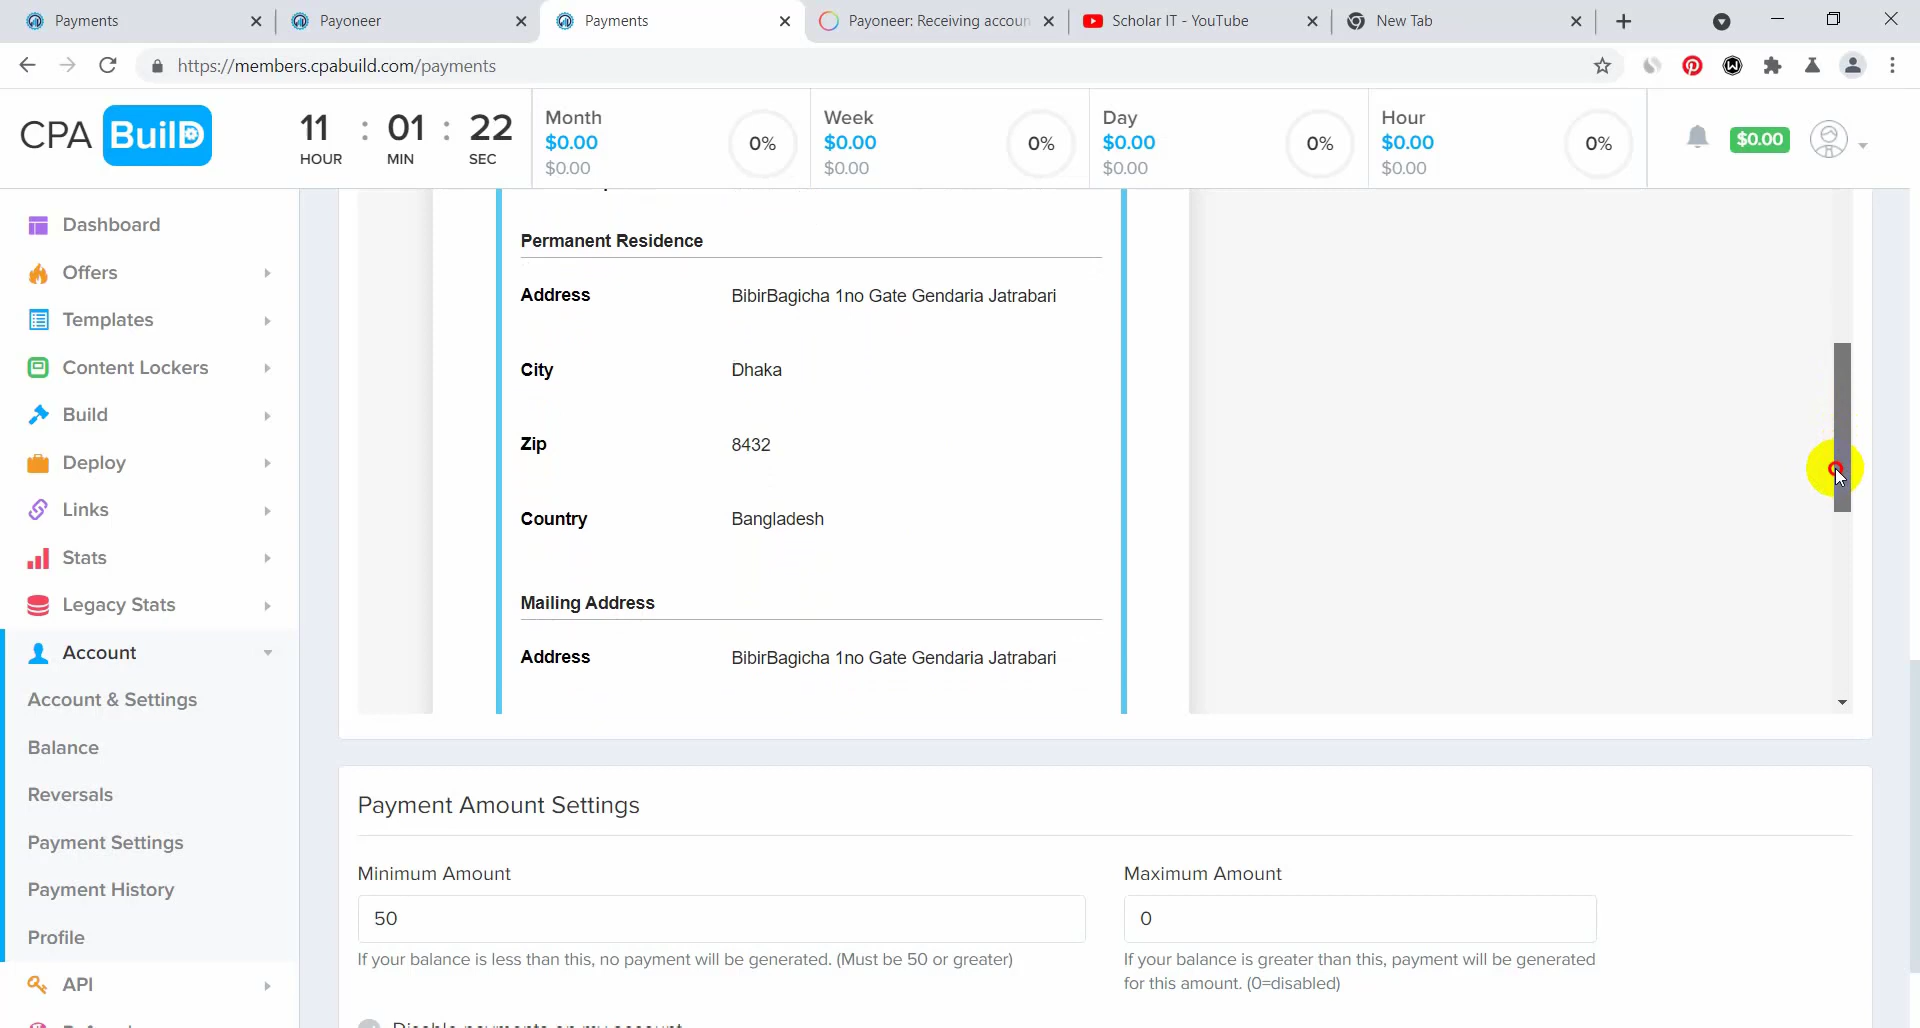 Payments
Payoneer
Payments
Payoneer: Receiving accoun
Scholar IT - YouTube
New Tab
https://members.cpabuild.com/payments
CPA BuilD
11 : 01 : 22
HOUR MIN SEC
Month
$0.00
$0.00
0%
Week
$0.00
$0.00
0%
Day
$0.00
$0.00
0%
Hour
$0.00
$0.00
0%
$0.00
Dashboard
Offers
Templates
Content Lockers
Build
Deploy
Links
Stats
Legacy Stats
Account
Account & Settings
Balance
Reversals
Payment Settings
Payment History
Profile
API
Permanent Residence
Address BibirBagicha 1no Gate Gendaria Jatrabari
City Dhaka
Zip 8432
Country Bangladesh
Mailing Address
Address BibirBagicha 1no Gate Gendaria Jatrabari
Payment Amount Settings
Minimum Amount
50
If your balance is less than this, no payment will be generated. (Must be 50 or greater)
Maximum Amount
0
If your balance is greater than this, payment will be generated
for this amount. (0=disabled)
Disable payments on my account